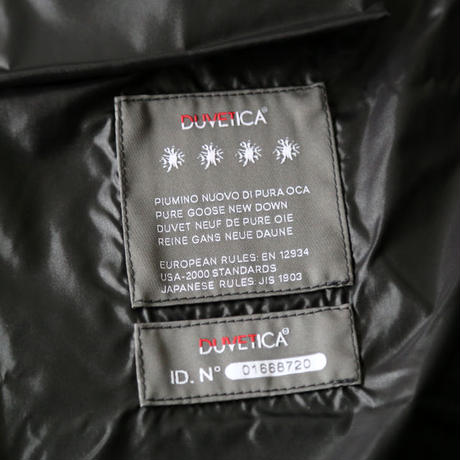 DUVETICA®
PIUMINO NUOVO DI PURA OCA
PURE GOOSE NEW DOWN
DUVET NEUF DE PURE OIE
REINE GANS NEUE DAUNE
EUROPEAN RULES: EN 12934
USA-2000 STANDARDS
JAPANESE RULES: JIS 1903
DUVETICA®
ID. N° 01668720